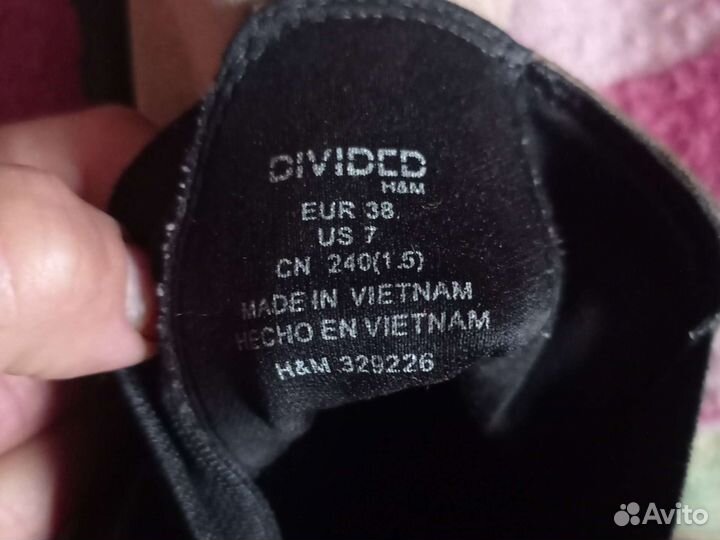 DIVIDED
H&M
EUR 38
US 7
CN 240(1.5)
MADE IN VIETNAM
HECHO EN VIETNAM
H&M 329226
Avito